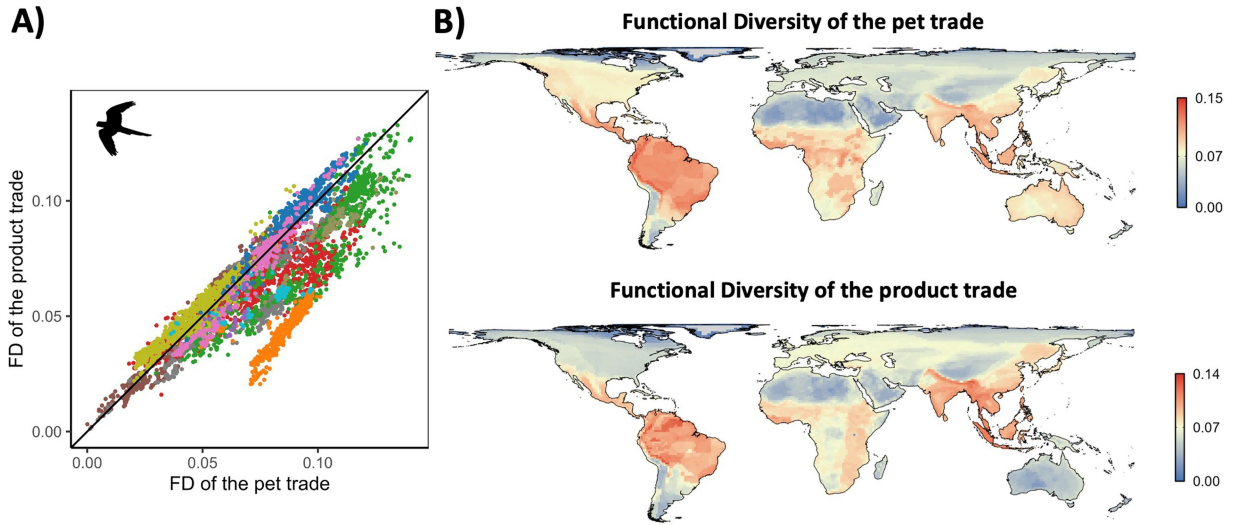 A)
FD of the product trade
0.10
0.05
0.00
0.00 0.05 0.10
FD of the pet trade
B)
Functional Diversity of the pet trade
0.15
0.07
0.00
Functional Diversity of the product trade
0.14
0.07
0.00